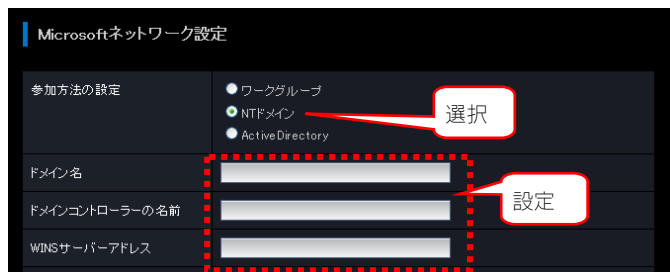 Microsoftネットワーク設定
参加方法の設定
ワークグループ
NTドメイン
選択
ActiveDirectory
ドメイン名
ドメインコントローラーの名前
設定
WINSサーバーアドレス